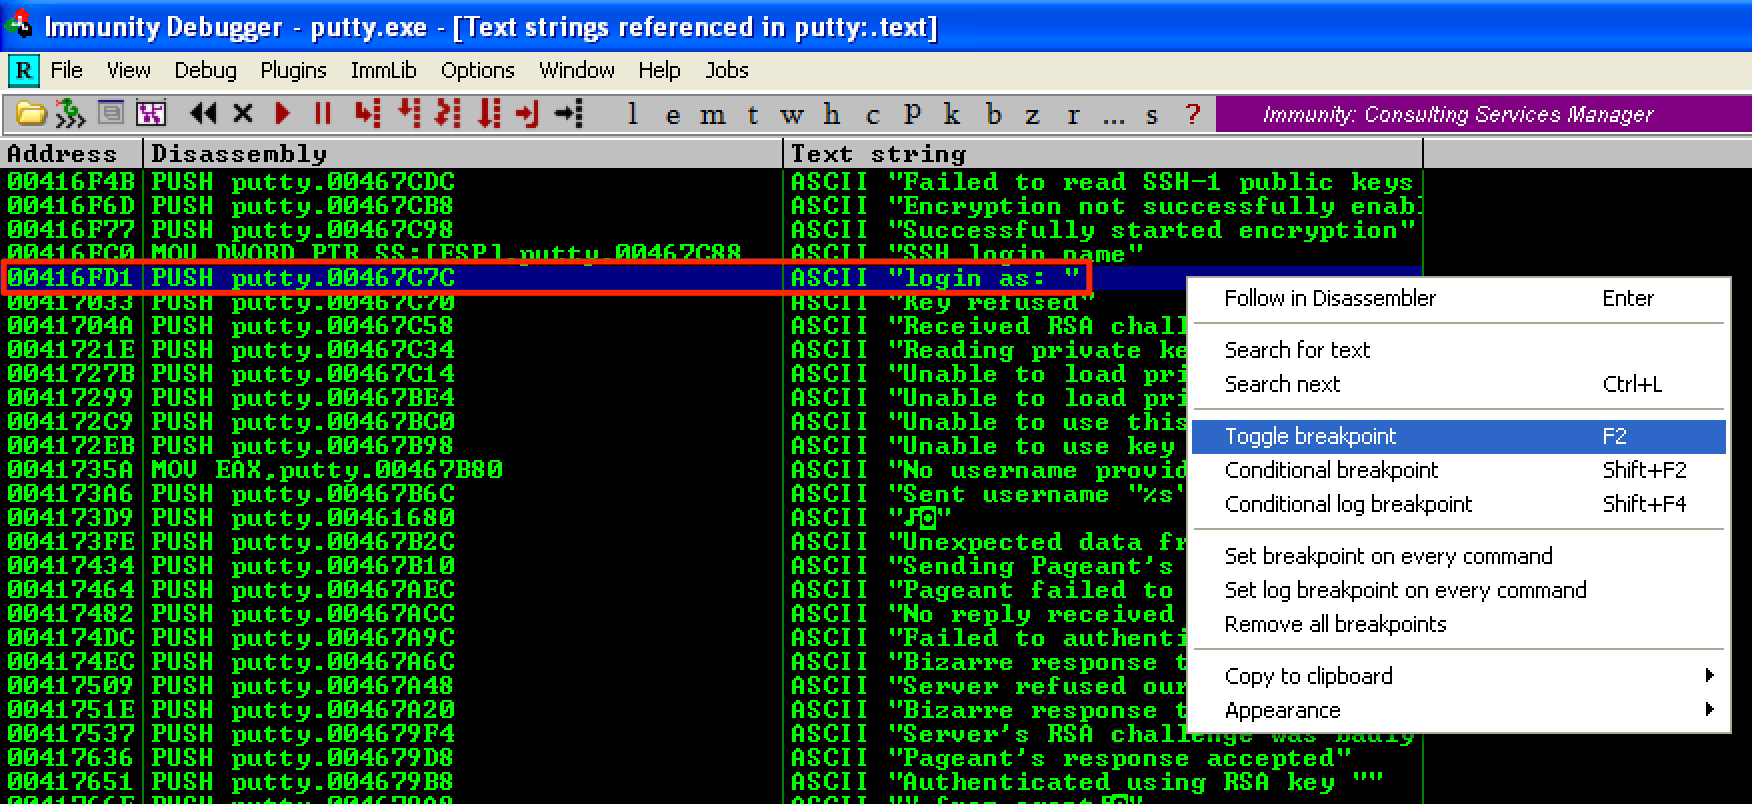 Immunity Debugger - putty.exe - [Text strings referenced in putty:.text]
R File View Debug Plugins ImmLib Options Window Help Jobs
l e m t w h c p k b z r ... s ? Immunity: Consulting Services Manager
Address Disassembly Text string
00416F4B PUSH putty.00467CDC ASCII "Failed to read SSH-1 public keys
00416F6D PUSH putty.00467CB8 ASCII "Encryption not successfully enabl
00416F77 PUSH putty.00467C98 ASCII "Successfully started encryption"
00416FC0 MOV DWORD PTR SS:[ESP],putty.00467C88 ASCII "SSH login name"
00416FD1 PUSH putty.00467C7C ASCII "login as: "
00417033 PUSH putty.00467C70 ASCII "Key refused"
0041704A PUSH putty.00467C58 ASCII "Received RSA chall
0041721E PUSH putty.00467C34 ASCII "Reading private ke
0041727B PUSH putty.00467C14 ASCII "Unable to load pri
00417299 PUSH putty.00467BE4 ASCII "Unable to load pri
004172C9 PUSH putty.00467BC0 ASCII "Unable to use this
004172EB PUSH putty.00467B98 ASCII "Unable to use key
0041735A MOV EAX,putty.00467B80 ASCII "No username provid
004173A6 PUSH putty.00467B6C ASCII "Sent username "%s"
004173D9 PUSH putty.00461680 ASCII
004173FE PUSH putty.00467B2C ASCII "Unexpected data fr
00417434 PUSH putty.00467B10 ASCII "Sending Pageant's
00417464 PUSH putty.00467AEC ASCII "Pageant failed to
00417482 PUSH putty.00467ACC ASCII "No reply received
004174DC PUSH putty.00467A9C ASCII "Failed to authenti
004174EC PUSH putty.00467A6C ASCII "Bizarre response t
00417509 PUSH putty.00467A48 ASCII "Server refused our
0041751E PUSH putty.00467A20 ASCII "Bizarre response t
00417537 PUSH putty.004679F4 ASCII "Server's RSA challenge was badly
00417636 PUSH putty.004679D8 ASCII "Pageant's response accepted"
00417651 PUSH putty.004679B8 ASCII "Authenticated using RSA key ""
Follow in Disassembler Enter
Search for text
Search next Ctrl+L
Toggle breakpoint F2
Conditional breakpoint Shift+F2
Conditional log breakpoint Shift+F4
Set breakpoint on every command
Set log breakpoint on every command
Remove all breakpoints
Copy to clipboard
Appearance